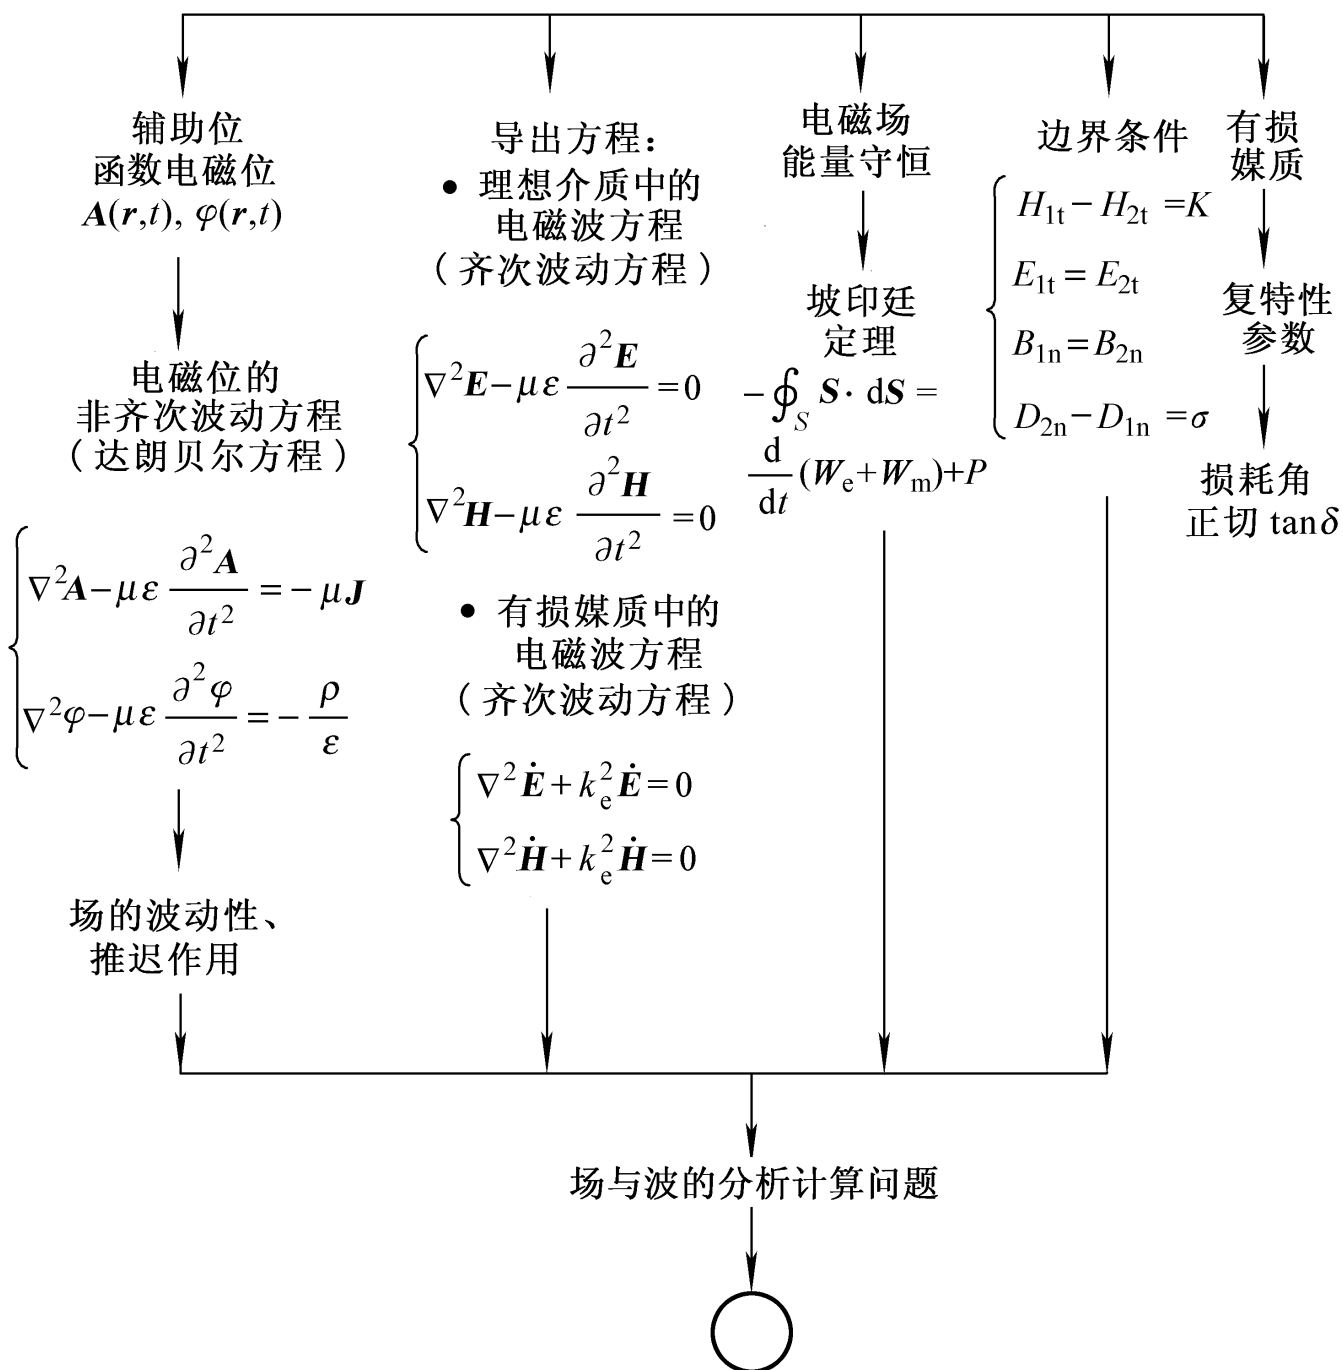 辅助位
函数电磁位
A(r,t), φ(r,t)
电磁位的
非齐次波动方程
(达朗贝尔方程)
∇²A−με ∂²A/∂t² = −μJ
∇²φ−με ∂²φ/∂t² = − ρ/ε
场的波动性、
推迟作用
导出方程:
• 理想介质中的
电磁波方程
(齐次波动方程)
∇²E−με ∂²E/∂t² =0
∇²H−με ∂²H/∂t² =0
• 有损媒质中的
电磁波方程
(齐次波动方程)
∇²Ė+kₑ²Ė=0
∇²Ḣ+kₑ²Ḣ=0
电磁场
能量守恒
坡印廷
定理
−∮_S S· dS =
d/dt (W_e+W_m)+P
边界条件
H_1t−H_2t =K
E_1t = E_2t
B_1n=B_2n
D_2n−D_1n =σ
有损
媒质
复特性
参数
损耗角
正切 tanδ
场与波的分析计算问题